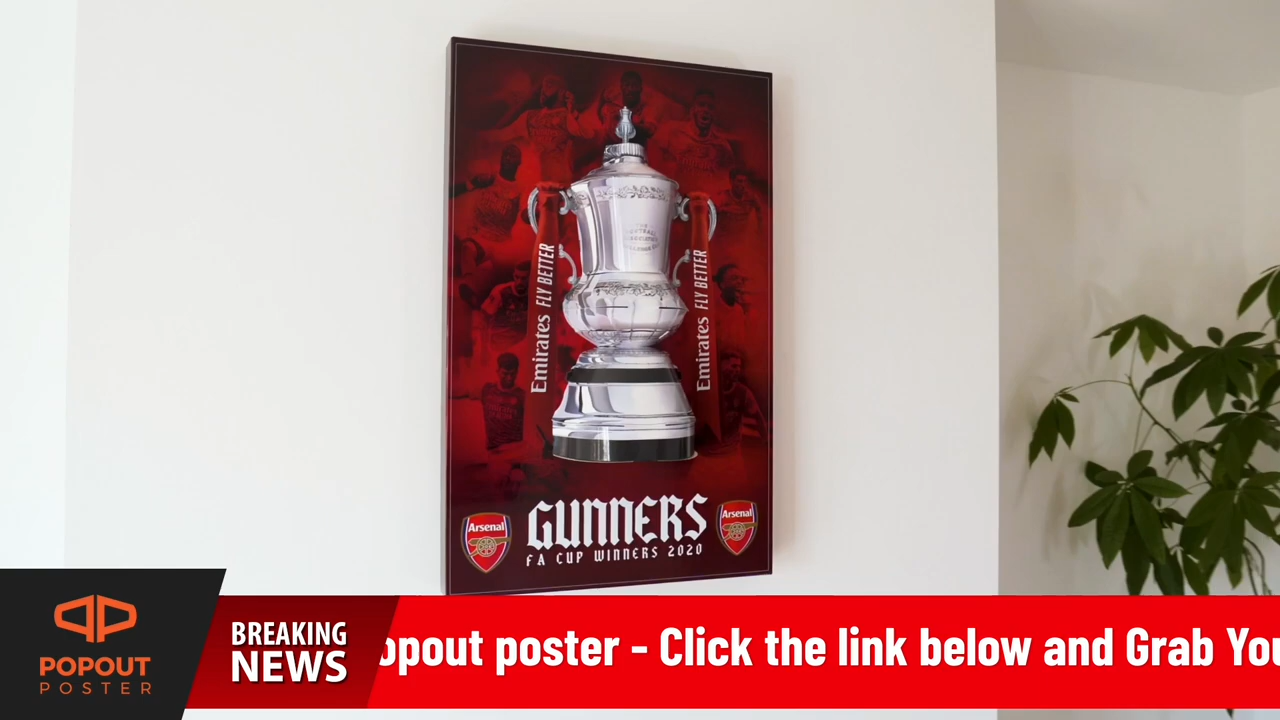 Emirates FLY BETTER
Emirates FLY BETTER
Arsenal
GUNNERS
Arsenal
FA CUP WINNERS 2020
POPOUT
POSTER
BREAKING
NEWS
opout poster - Click the link below and Grab You